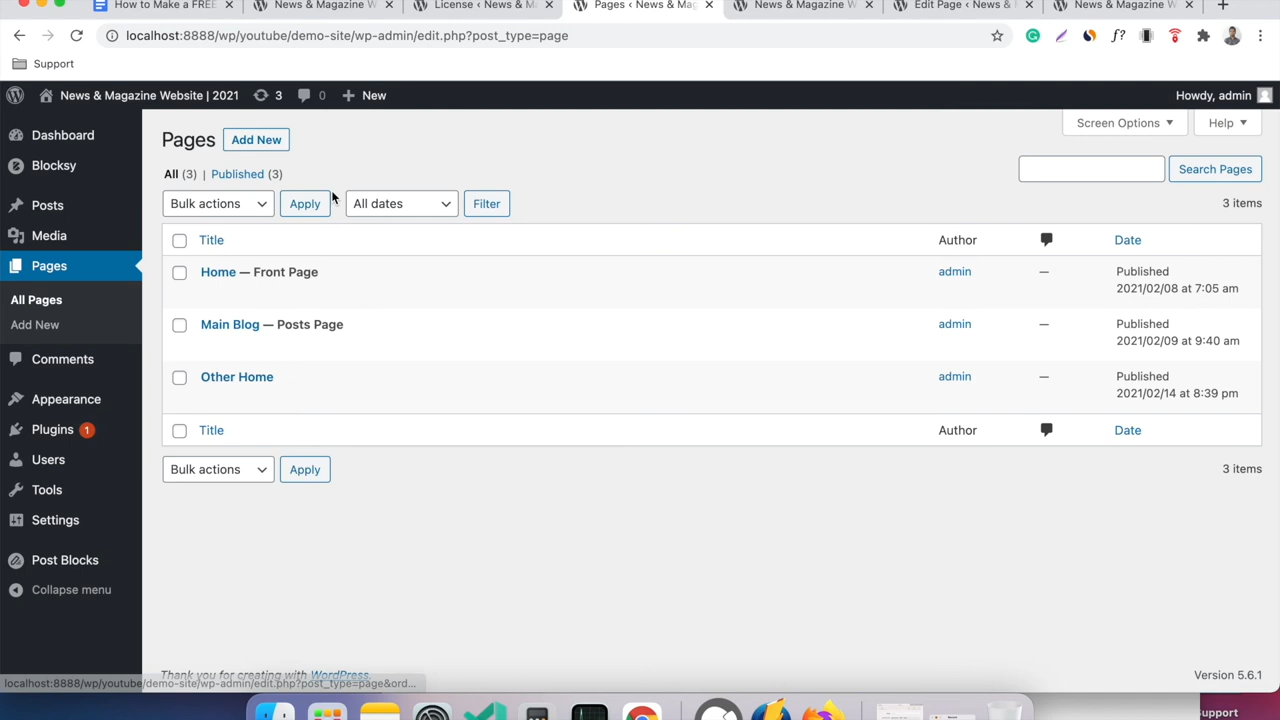 How to Make a FREE
News & Magazine W
License ‹ News & M
Pages ‹ News & Mag
News & Magazine W
Edit Page ‹ News &
News & Magazine W
localhost:8888/wp/youtube/demo-site/wp-admin/edit.php?post_type=page
f?
Support
News & Magazine Website | 2021
3
0
New
Howdy, admin
Dashboard
Blocksy
Posts
Media
Pages
All Pages
Add New
Comments
Appearance
Plugins 1
Users
Tools
Settings
Post Blocks
Collapse menu
Pages
Add New
Screen Options
Help
All (3) | Published (3)
Search Pages
Bulk actions
Apply
All dates
Filter
3 items
Title
Author
Date
Home — Front Page
admin
—
Published
2021/02/08 at 7:05 am
Main Blog — Posts Page
admin
—
Published
2021/02/09 at 9:40 am
Other Home
admin
—
Published
2021/02/14 at 8:39 pm
Title
Author
Date
Bulk actions
Apply
3 items
Thank you for creating with WordPress.
Version 5.6.1
localhost:8888/wp/youtube/demo-site/wp-admin/edit.php?post_type=page&ord...
upport